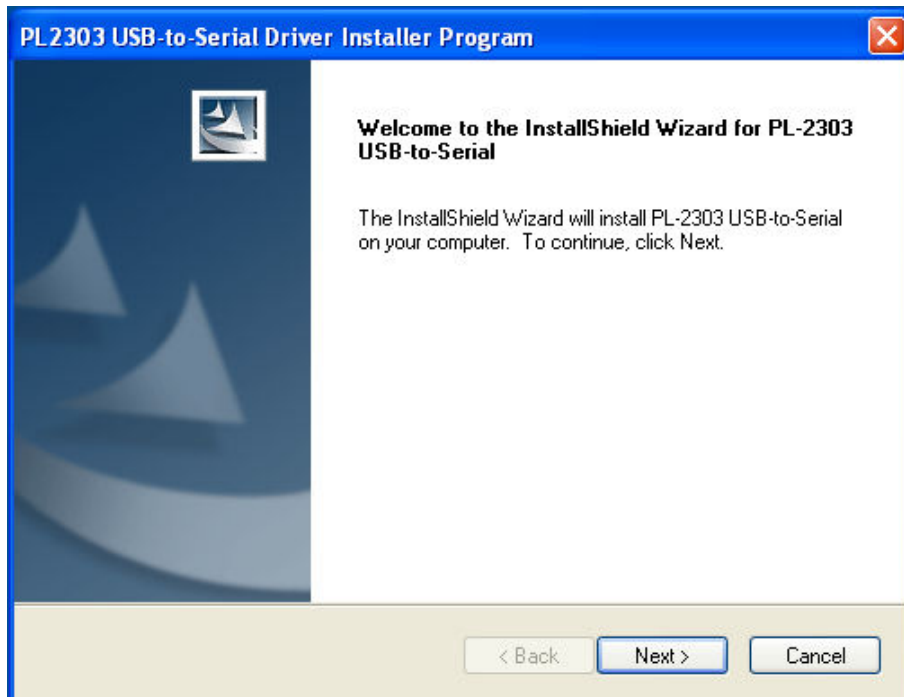 PL2303 USB-to-Serial Driver Installer Program
Welcome to the InstallShield Wizard for PL-2303
USB-to-Serial
The InstallShield Wizard will install PL-2303 USB-to-Serial
on your computer.  To continue, click Next.
< Back
Next >
Cancel